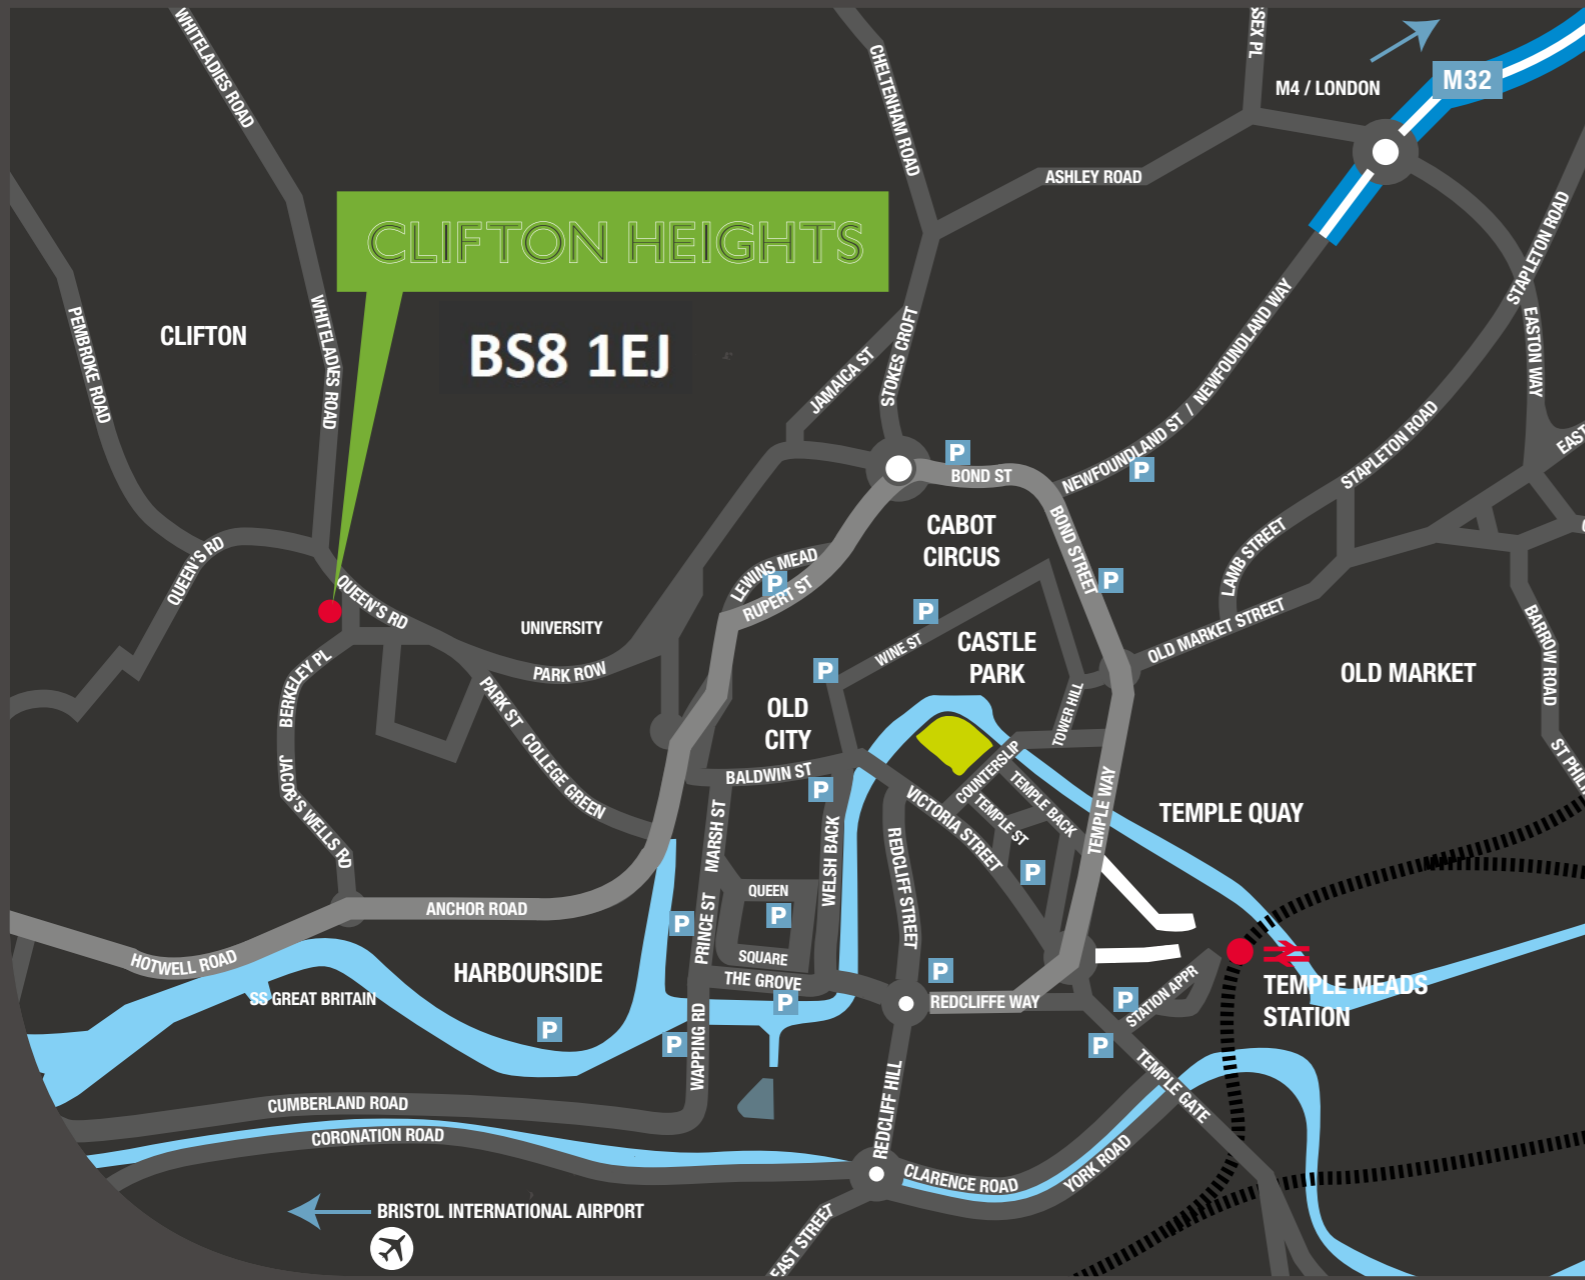 WHITELADIES ROAD
CHELTENHAM ROAD
SSEX PL
M4 / LONDON
M32
ASHLEY ROAD
STAPLETON ROAD
CLIFTON HEIGHTS
BS8 1EJ
CLIFTON
PEMBROKE ROAD
WHITELADIES ROAD
JAMAICA ST
STOKES CROFT
NEWFOUNDLAND ST / NEWFOUNDLAND WAY
EASTON WAY
STAPLETON ROAD
EAST
P
BOND ST
P
CABOT
CIRCUS
BOND STREET
P
QUEEN'S RD
QUEEN'S RD
LEWINS MEAD
P
RUPERT ST
LAMB STREET
P
UNIVERSITY
PARK ROW
WINE ST
CASTLE
PARK
OLD MARKET STREET
OLD MARKET
BARROW ROAD
P
BERKELEY PL
PARK ST
COLLEGE GREEN
OLD
CITY
TOWER HILL
COUNTERSLIP
BALDWIN ST
P
JACOB'S WELLS RD
MARSH ST
WELSH BACK
VICTORIA STREET
TEMPLE ST
TEMPLE BACK
TEMPLE WAY
TEMPLE QUAY
ST PHIL
REDCLIFF STREET
P
QUEEN
P
SQUARE
ANCHOR ROAD
P
PRINCE ST
HOTWELL ROAD
HARBOURSIDE
THE GROVE
P
P
REDCLIFFE WAY
P
STATION APPR
TEMPLE MEADS
STATION
SS GREAT BRITAIN
P
P
WAPPING RD
P
TEMPLE GATE
REDCLIFF HILL
CUMBERLAND ROAD
CORONATION ROAD
CLARENCE ROAD
YORK ROAD
BRISTOL INTERNATIONAL AIRPORT
EAST STREET